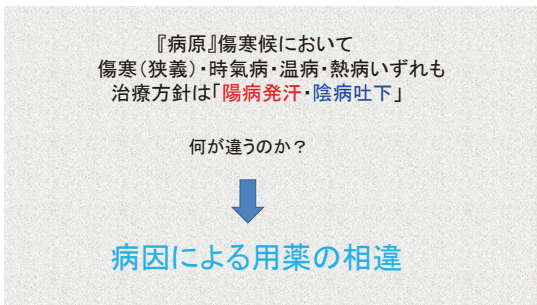 『病原』傷寒候において
傷寒(狭義)・時氣病・温病・熱病いずれも
治療方針は「陽病発汗・陰病吐下」
何が違うのか？
病因による用薬の相違